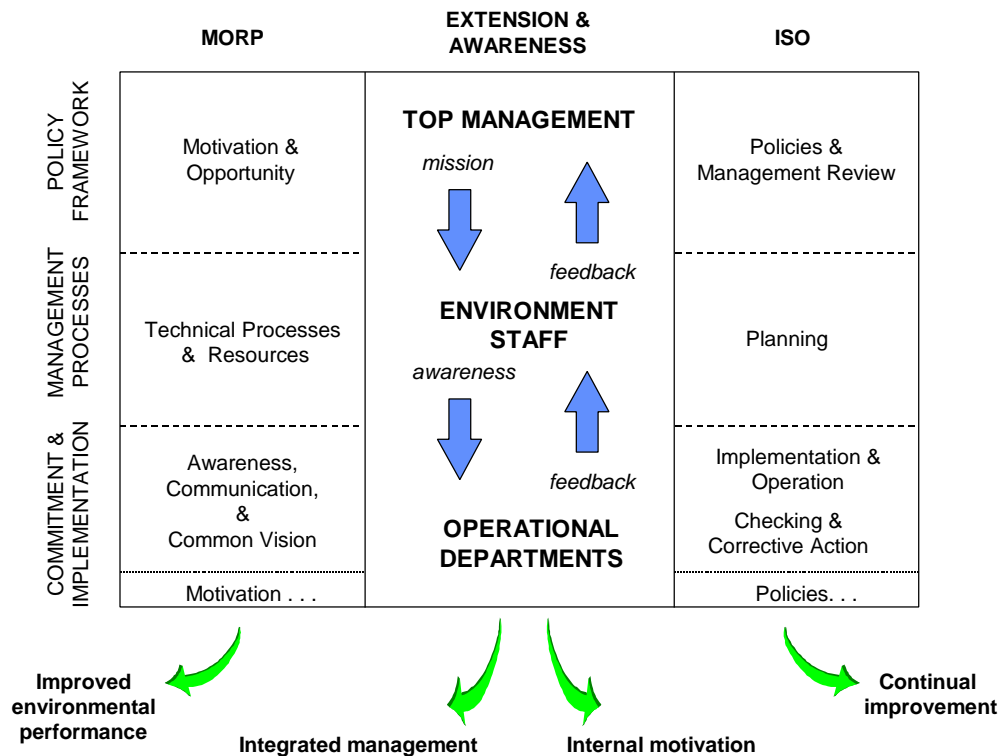 MORP
EXTENSION &
AWARENESS
ISO
POLICY
FRAMEWORK
Motivation &
Opportunity
TOP MANAGEMENT
mission
feedback
Policies &
Management Review
MANAGEMENT
PROCESSES
Technical Processes
& Resources
ENVIRONMENT
STAFF
awareness
feedback
Planning
COMMITMENT &
IMPLEMENTATION
Awareness,
Communication,
&
Common Vision
OPERATIONAL
DEPARTMENTS
Implementation &
Operation
Checking &
Corrective Action
Motivation . . .
Policies. . .
Improved
environmental
performance
Integrated management
Internal motivation
Continual
improvement